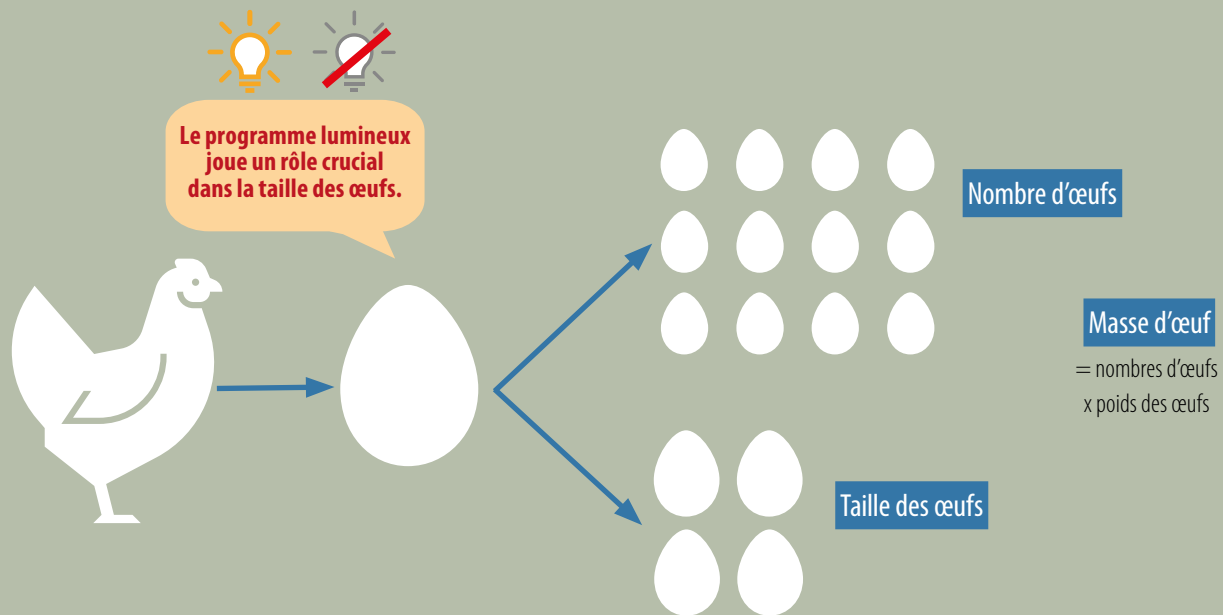 Le programme lumineux
joue un rôle crucial
dans la taille des œufs.
Nombre d'œufs
Masse d'œuf
= nombres d'œufs
x poids des œufs
Taille des œufs